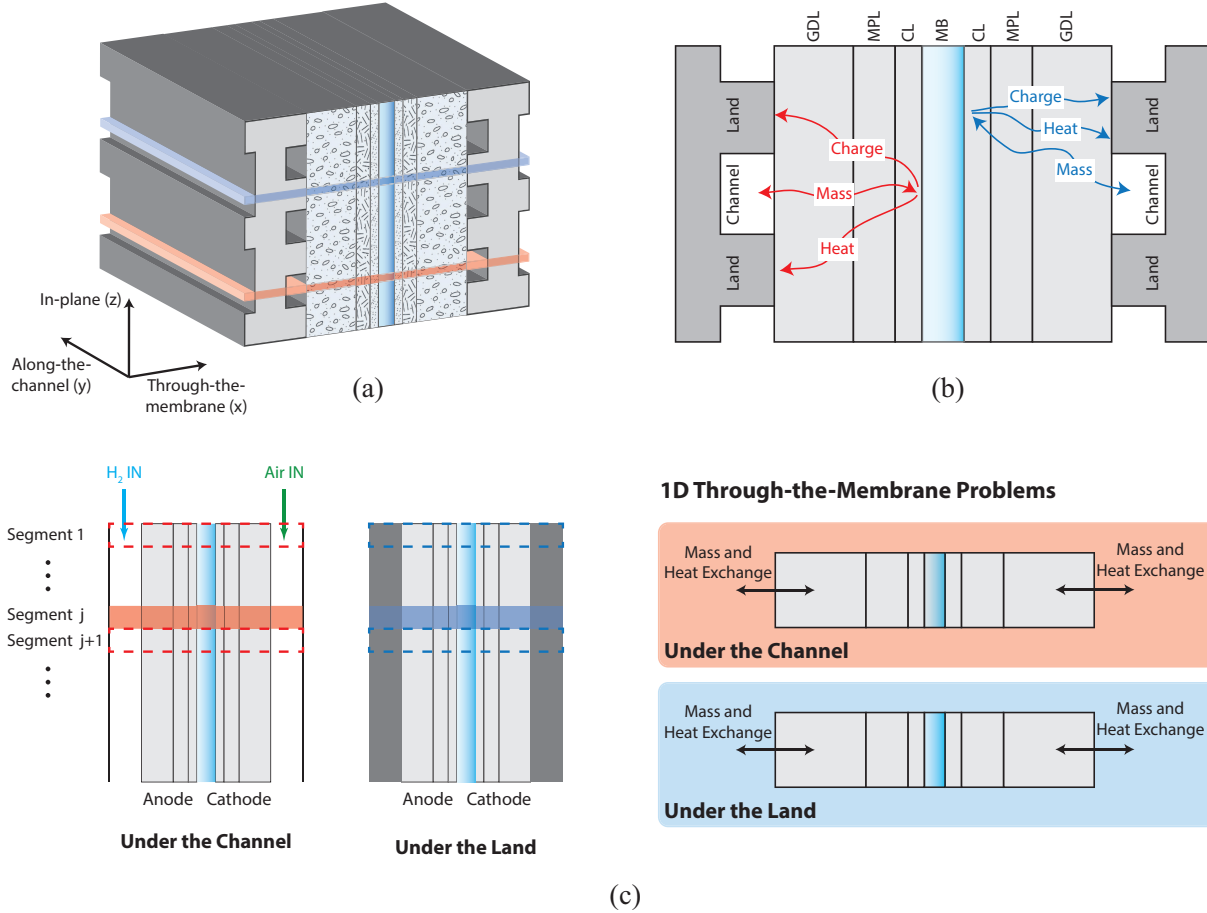 In-plane (z)
Along-the-
channel (y)
Through-the-
membrane (x)
(a)
GDL
MPL
CL
MB
CL
MPL
GDL
Land
Channel
Land
Charge
Mass
Heat
Charge
Heat
Mass
Land
Channel
Land
(b)
H2 IN
Air IN
Segment 1
Segment j
Segment j+1
Anode
Cathode
Under the Channel
Anode
Cathode
Under the Land
1D Through-the-Membrane Problems
Mass and
Heat Exchange
Mass and
Heat Exchange
Under the Channel
Mass and
Heat Exchange
Mass and
Heat Exchange
Under the Land
(c)